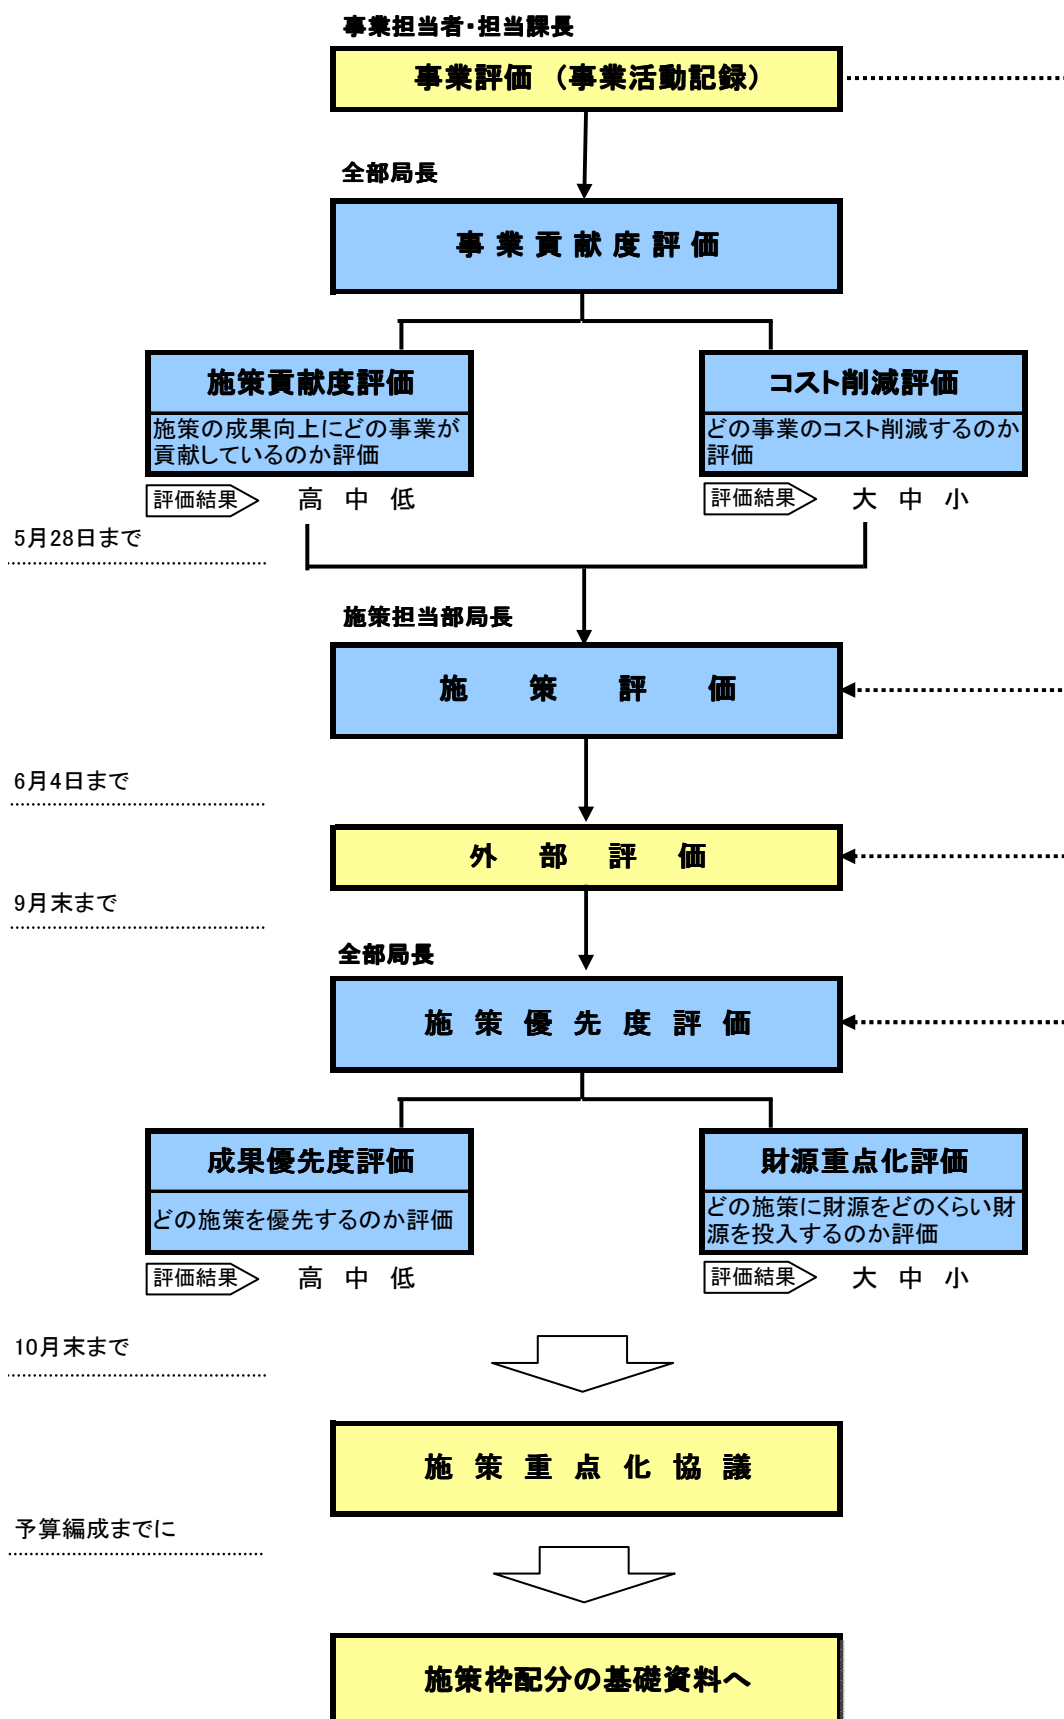 事業担当者・担当課長
事業評価 （事業活動記録）
全部局長
事業貢献度評価
施策貢献度評価
施策の成果向上にどの事業が
貢献しているのか評価
コスト削減評価
どの事業のコスト削減するのか
評価
評価結果 高 中 低
評価結果 大 中 小
5月28日まで
施策担当部局長
施策評価
6月4日まで
外部評価
9月末まで
全部局長
施策優先度評価
成果優先度評価
どの施策を優先するのか評価
財源重点化評価
どの施策に財源をどのくらい財
源を投入するのか評価
評価結果 高 中 低
評価結果 大 中 小
10月末まで
施策重点化協議
予算編成までに
施策枠配分の基礎資料へ